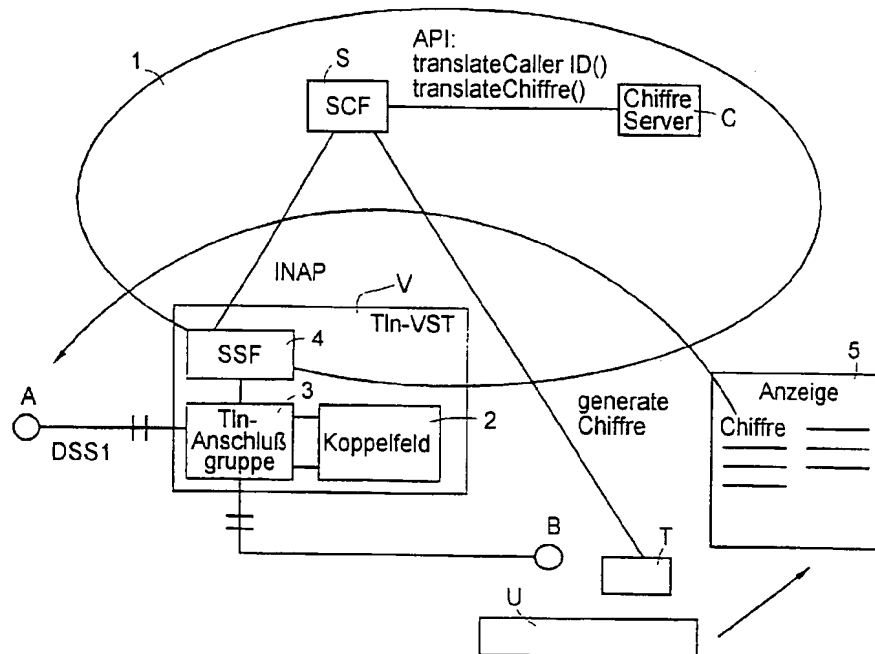 API:
1
S
translateCaller ID()
translateChiffre()
SCF
Chiffre
Server
C
INAP
V
Tln-VST
SSF
4
5
Anzeige
A
3
Tln-
Anschluß
gruppe
Koppelfeld
2
generate
Chiffre
Chiffre
DSS1
B
T
U